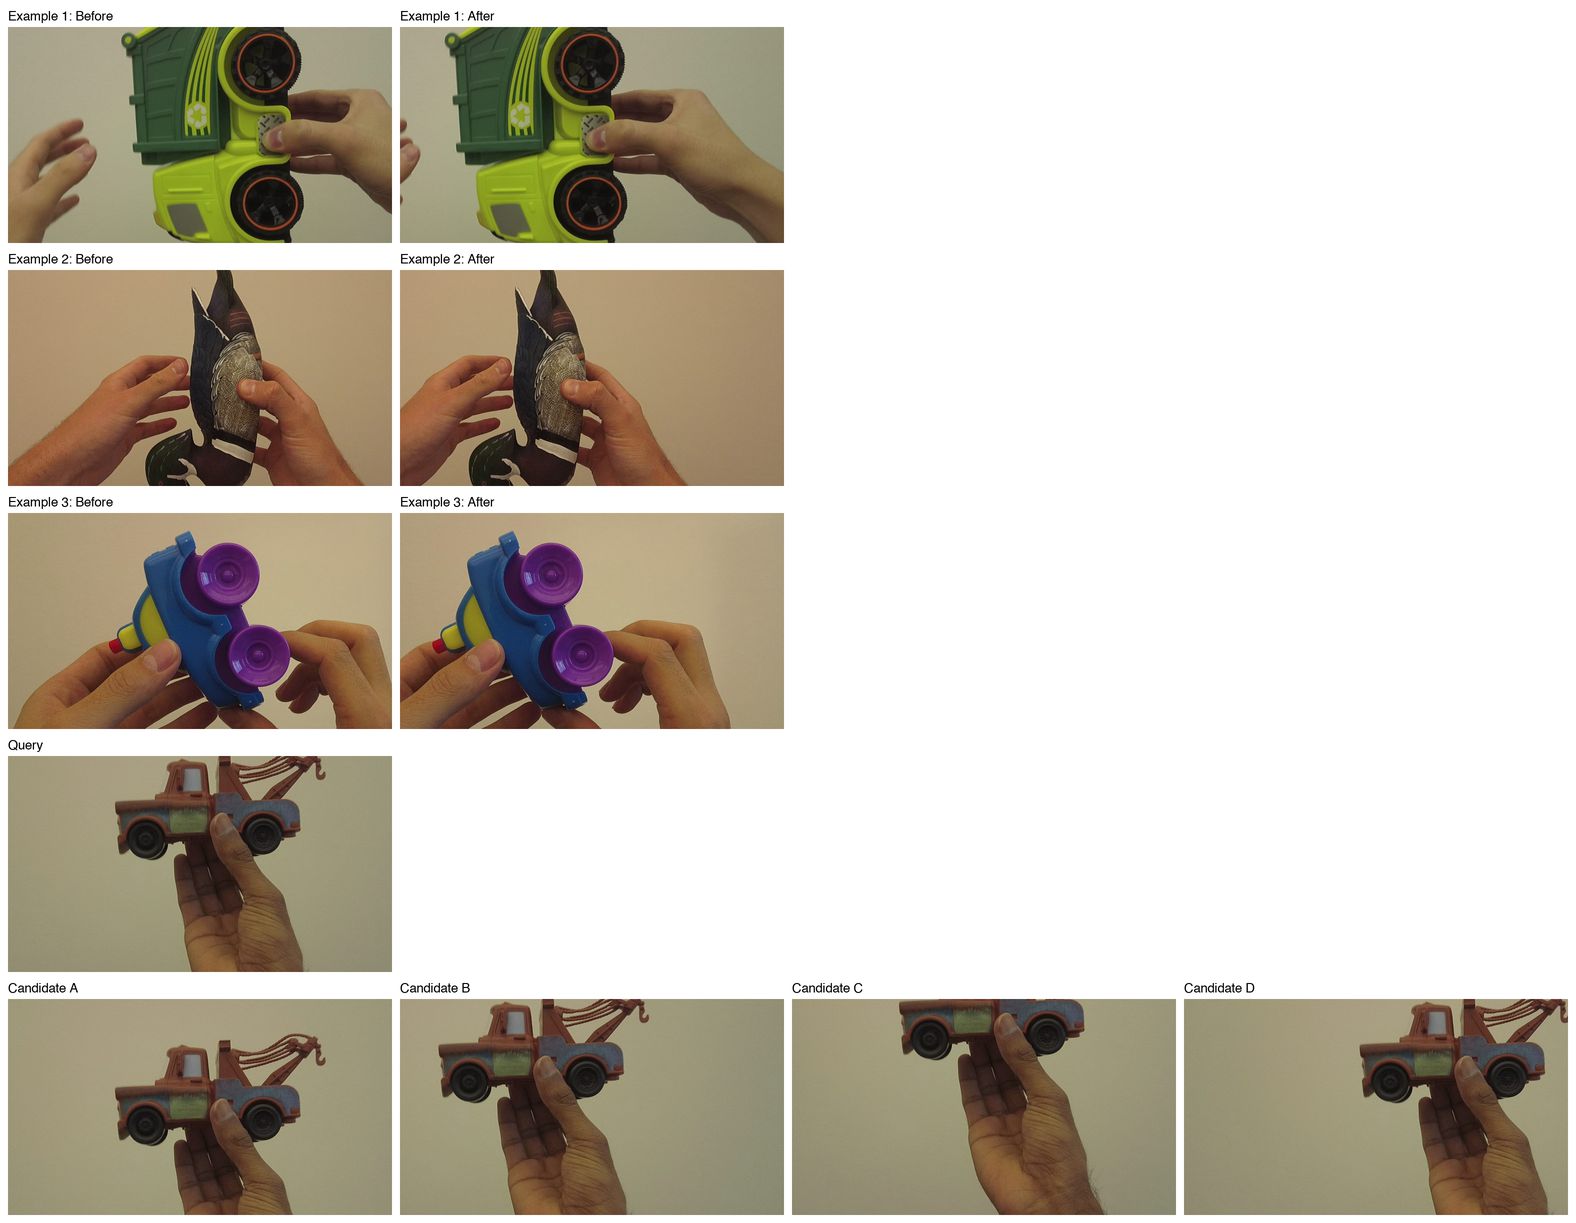 Example 1: Before
Example 1: After
Example 2: Before
Example 2: After
Example 3: Before
Example 3: After
Query
Candidate A
Candidate B
Candidate C
Candidate D